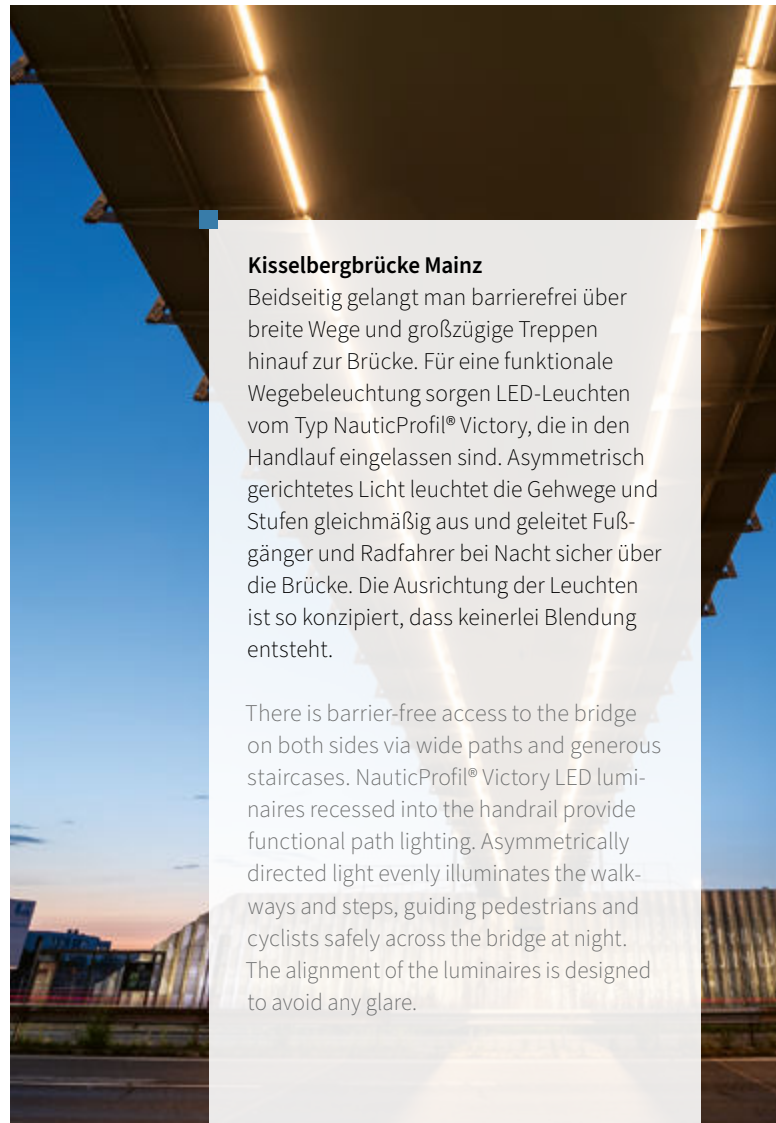 Kisselbergbrücke Mainz
Beidseitig gelangt man barrierefrei über
breite Wege und großzügige Treppen
hinauf zur Brücke. Für eine funktionale
Wegebeleuchtung sorgen LED-Leuchten
vom Typ NauticProfil® Victory, die in den
Handlauf eingelassen sind. Asymmetrisch
gerichtetes Licht leuchtet die Gehwege und
Stufen gleichmäßig aus und geleitet Fuß-
gänger und Radfahrer bei Nacht sicher über
die Brücke. Die Ausrichtung der Leuchten
ist so konzipiert, dass keinerlei Blendung
entsteht.
There is barrier-free access to the bridge
on both sides via wide paths and generous
staircases. NauticProfil® Victory LED lumi-
naires recessed into the handrail provide
functional path lighting. Asymmetrically
directed light evenly illuminates the walk-
ways and steps, guiding pedestrians and
cyclists safely across the bridge at night.
The alignment of the luminaires is designed
to avoid any glare.